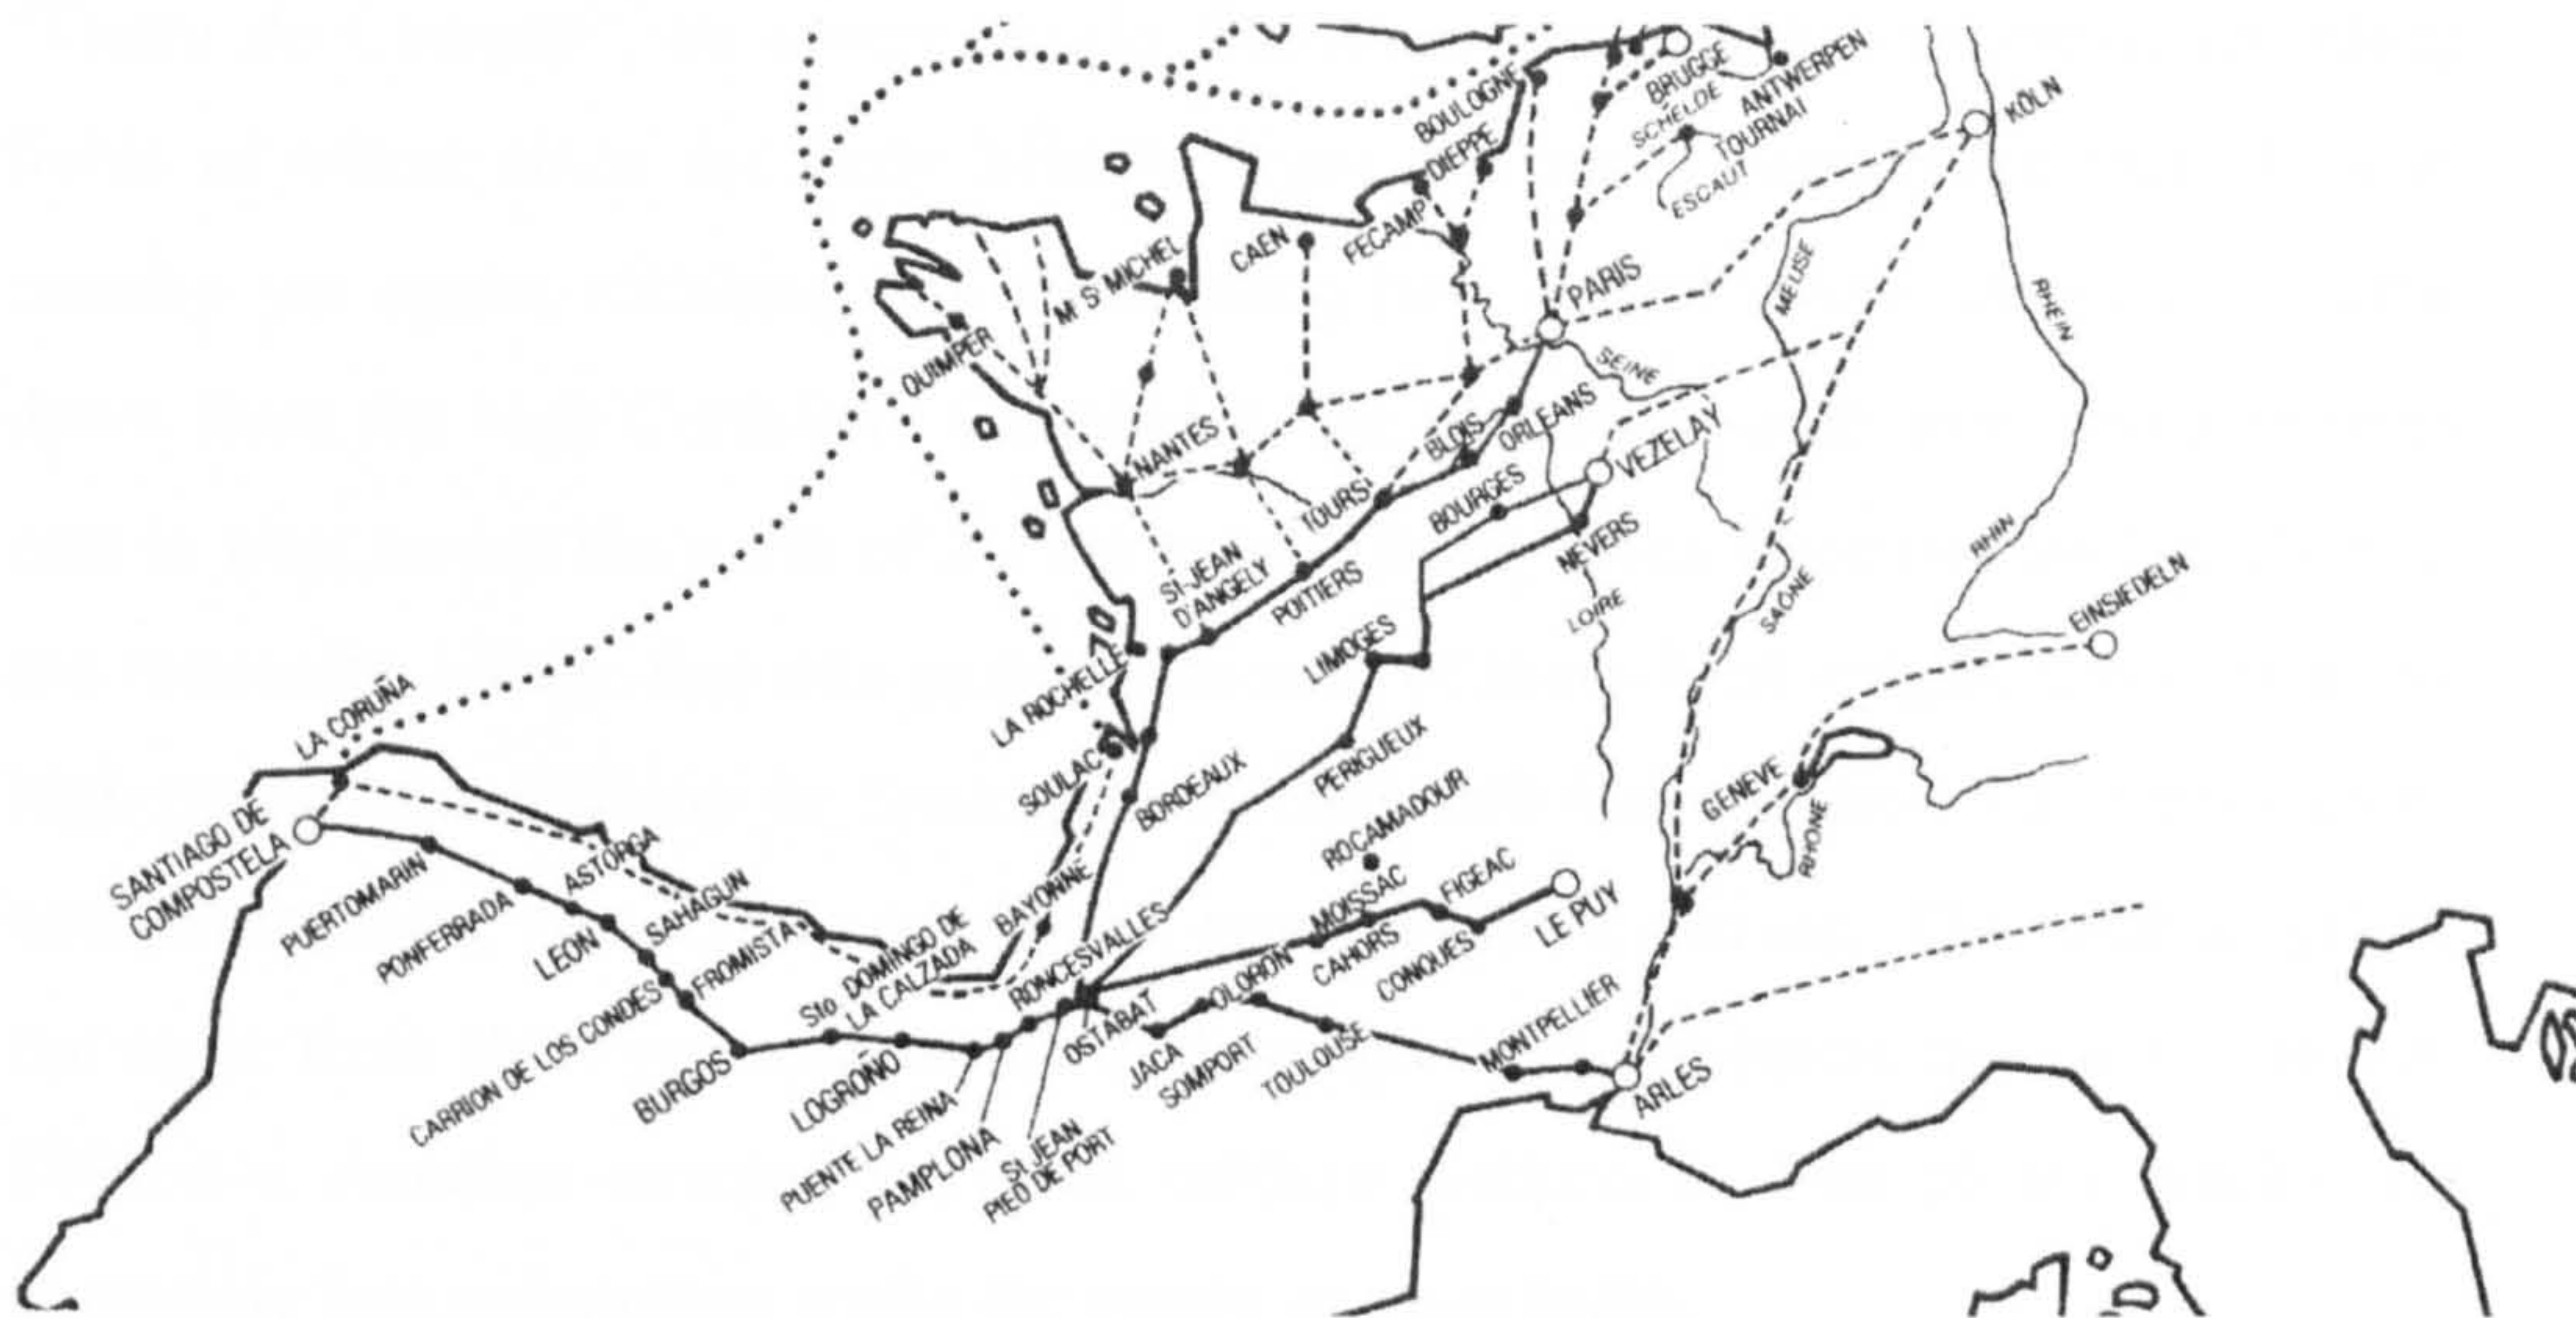 BOULOGNE
DIEPPE
FECAMP
BRUGGE
SCHELDE
ANTWERPEN
TOURNAI
ESCAUT
KÖLN
CAEN
M S MICHEL
PARIS
MEUSE
RHEIN
QUIMPER
SEINE
NANTES
BLOIS
ORLEANS
VEZELAY
TOURS
BOURGES
NEVERS
RHIN
ST JEAN
D'ANGELY
POITIERS
LOIRE
SAÔNE
EINSIEDELN
LIMOGES
LA ROCHELLE
LA CORUÑA
SOULAC
BORDEAUX
PERIGUEUX
ROCAMADOUR
GENEVE
RHONE
SANTIAGO DE
COMPOSTELA
PUERTOMARIN
PONFERRADA
ASTORGA
LEON
SAHAGUN
CARRION DE LOS CONDES
FROMISTA
BURGOS
Sto DOMINGO DE
LA CALZADA
LOGROÑO
BAYONNE
RONCESVALLES
OSTABAT
PUENTE LA REINA
PAMPLONA
ST JEAN
PIED DE PORT
JACA
SOMPORT
OLORON
TOULOUSE
MOISSAC
CAHORS
FIGEAC
CONQUES
LE PUY
MONTPELLIER
ARLES